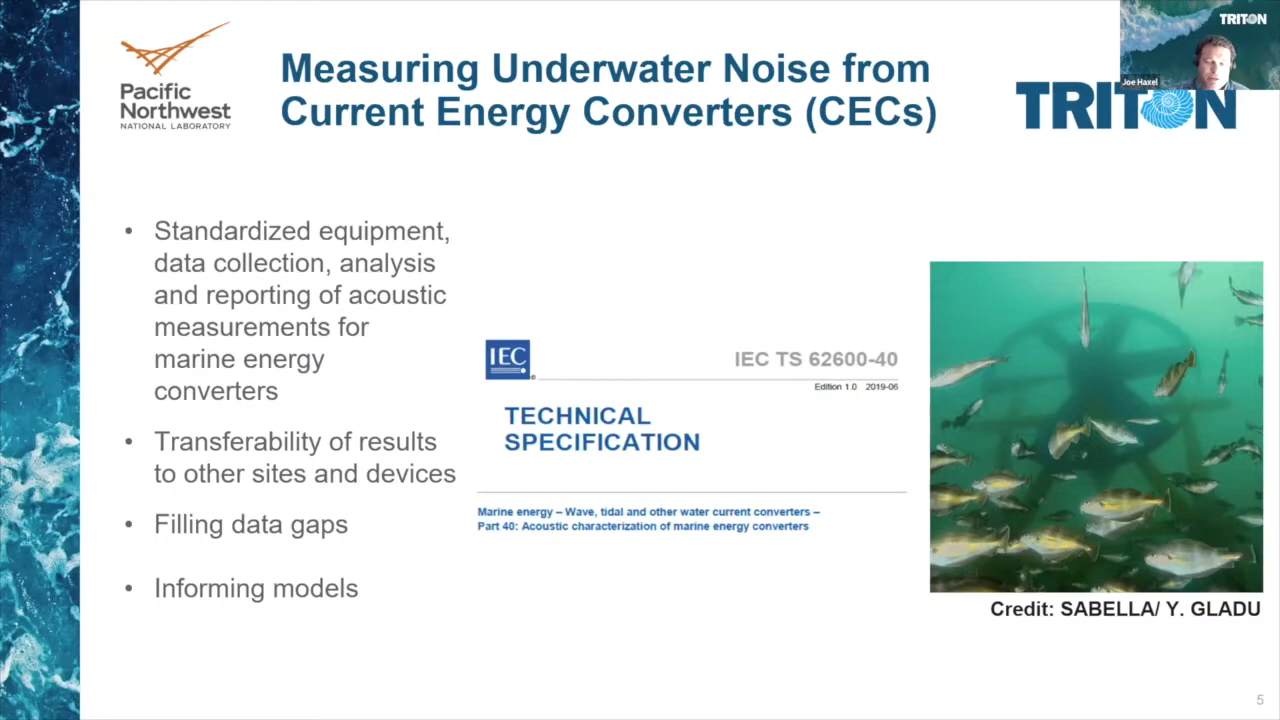 TRITON
Joe Haxel
Pacific
Northwest
NATIONAL LABORATORY
Measuring Underwater Noise from
Current Energy Converters (CECs)
TRITON
• Standardized equipment,
data collection, analysis
and reporting of acoustic
measurements for
marine energy
converters
• Transferability of results
to other sites and devices
• Filling data gaps
• Informing models
IEC
®
IEC TS 62600-40
Edition 1.0 2019-06
TECHNICAL
SPECIFICATION
Marine energy – Wave, tidal and other water current converters –
Part 40: Acoustic characterization of marine energy converters
Credit: SABELLA/ Y. GLADU
5